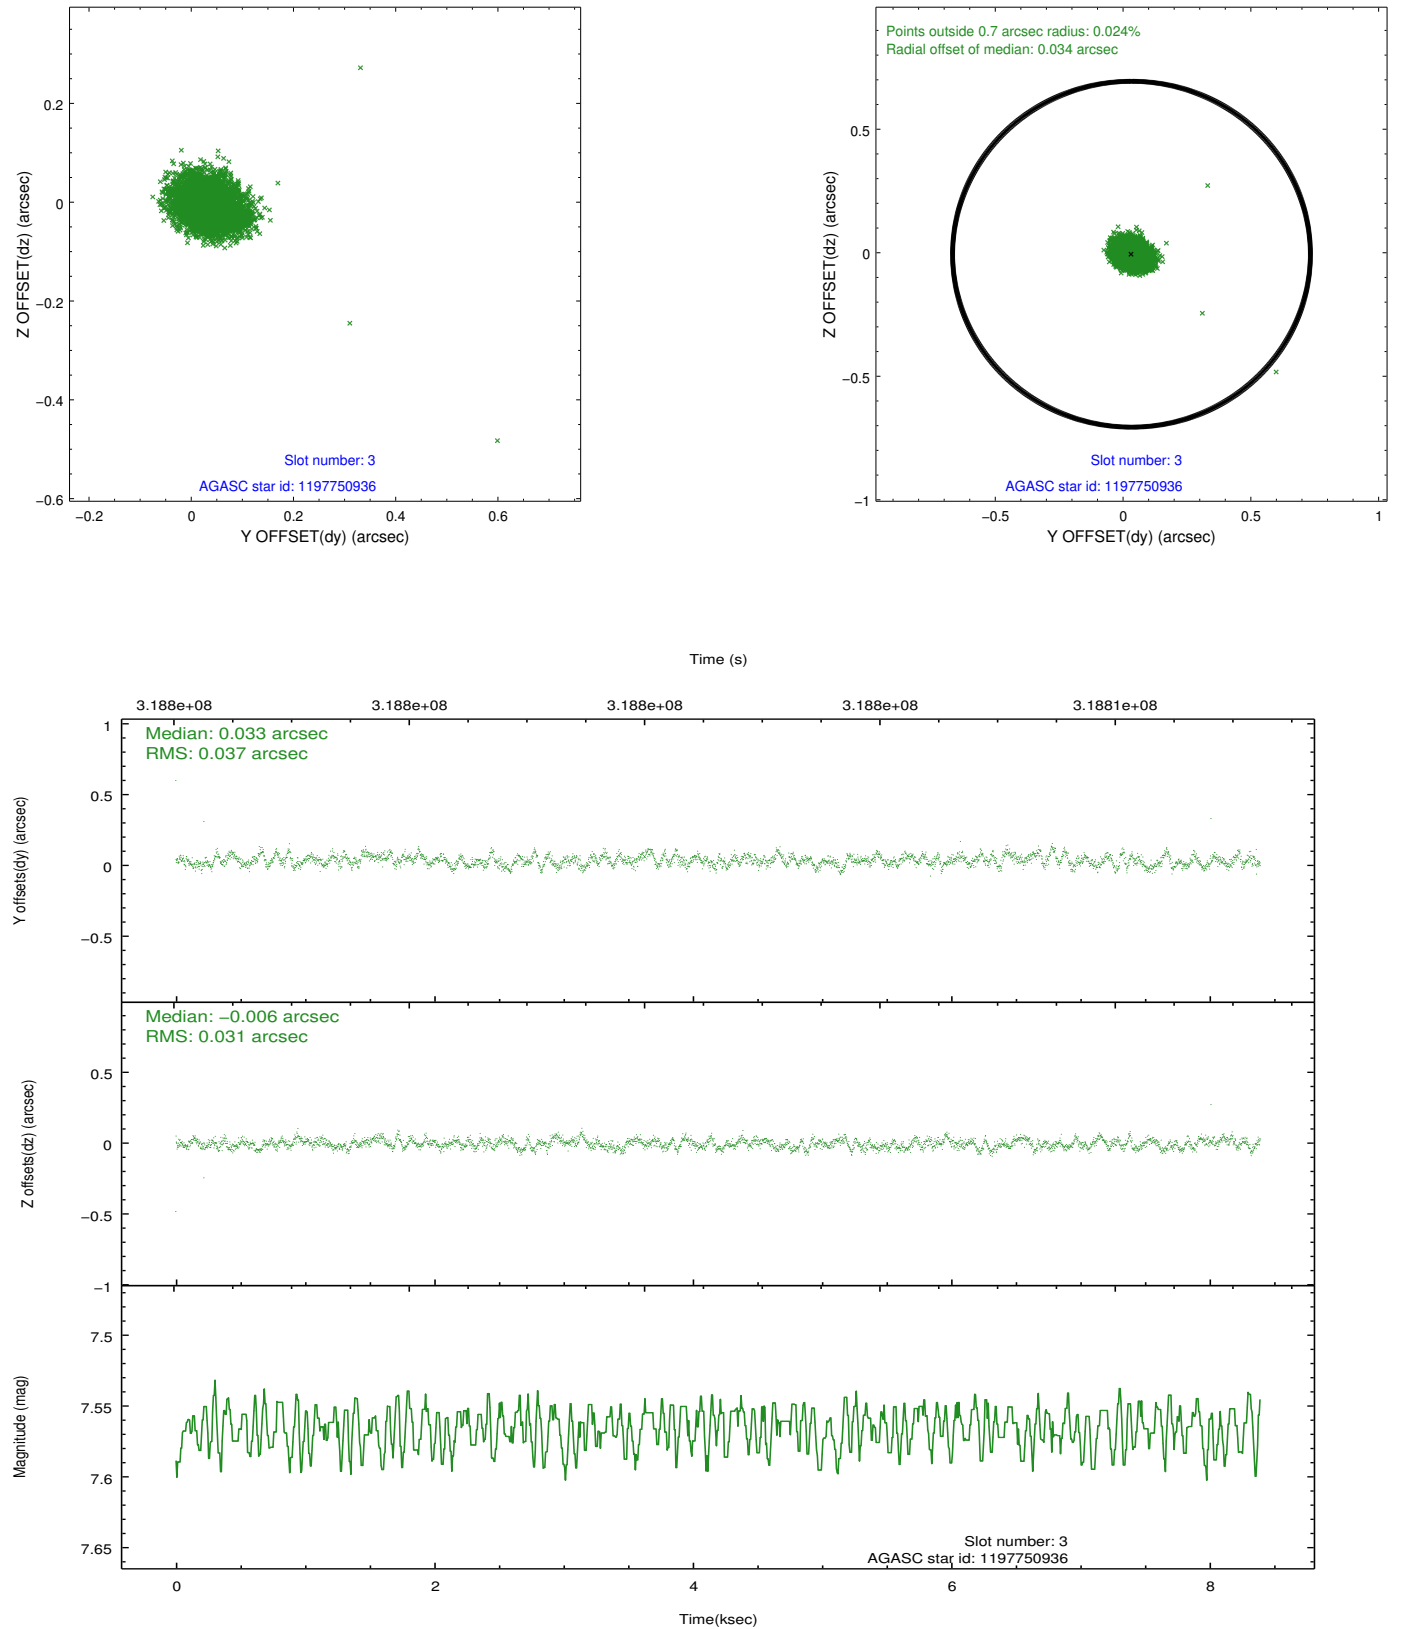 0.2
0
−0.2
−0.4
−0.6
−0.2
0
0.2
0.4
0.6
Z OFFSET(dz) (arcsec)
Y OFFSET(dy) (arcsec)
Slot number: 3
AGASC star id: 1197750936
Points outside 0.7 arcsec radius: 0.024%
Radial offset of median: 0.034 arcsec
0.5
0
−0.5
−1
−0.5
0
0.5
1
Z OFFSET(dz) (arcsec)
Y OFFSET(dy) (arcsec)
Slot number: 3
AGASC star id: 1197750936
Time (s)
3.188e+08
3.188e+08
3.188e+08
3.188e+08
3.1881e+08
Median: 0.033 arcsec
RMS: 0.037 arcsec
1
0.5
0
−0.5
Y offsets(dy) (arcsec)
Median: −0.006 arcsec
RMS: 0.031 arcsec
0.5
0
−0.5
−1
Z offsets(dz) (arcsec)
7.5
7.55
7.6
7.65
Magnitude (mag)
Slot number: 3
AGASC star id: 1197750936
0
2
4
6
8
Time(ksec)